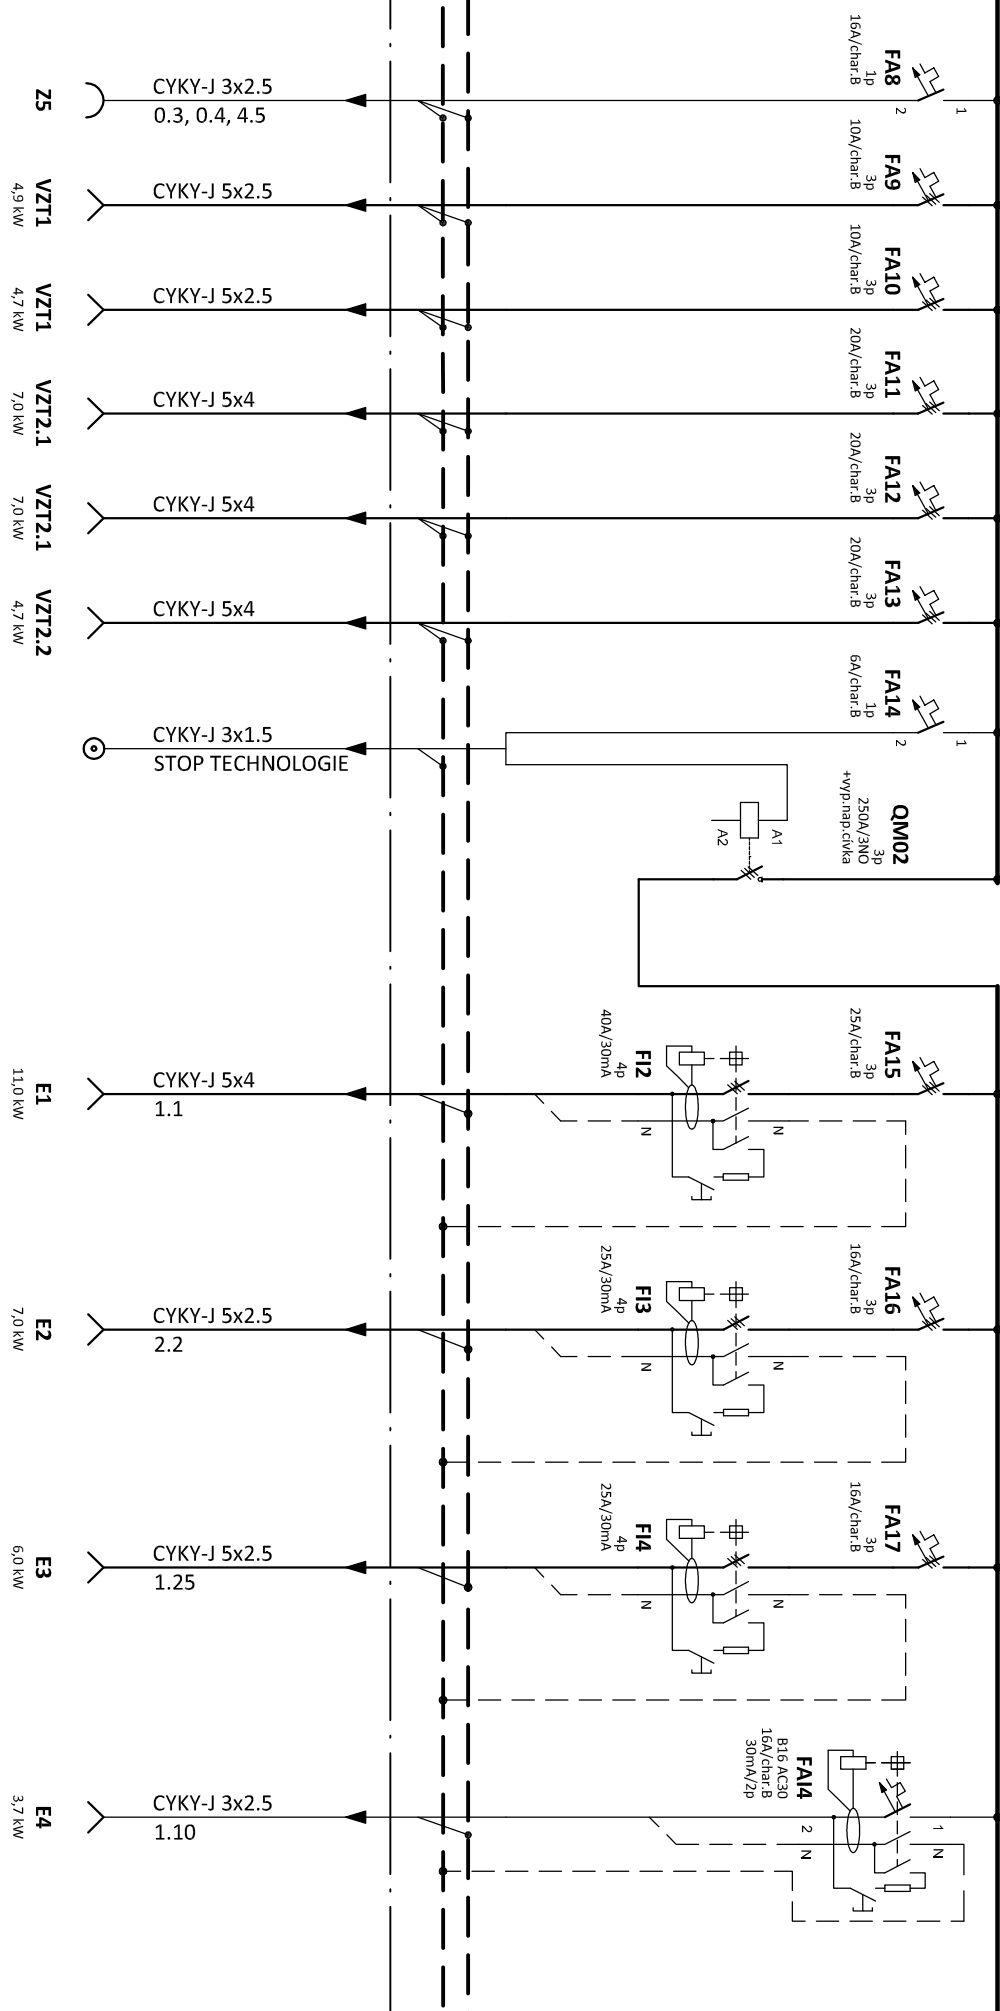 FA8
1p
16A/char.B
1
2
CYKY-J 3x2.5
0.3, 0.4, 4.5
Z5
FA9
3p
10A/char.B
CYKY-J 5x2.5
VZT1
4,9 kW
FA10
3p
10A/char.B
CYKY-J 5x2.5
VZT1
4,7 kW
FA11
3p
20A/char.B
CYKY-J 5x4
VZT2.1
7,0 kW
FA12
3p
20A/char.B
CYKY-J 5x4
VZT2.1
7,0 kW
FA13
3p
20A/char.B
CYKY-J 5x4
VZT2.2
4,7 kW
FA14
1p
6A/char.B
1
2
CYKY-J 3x1.5
STOP TECHNOLOGIE
QM02
3p
250A/3NO
+vyp.nap.cívka
A1
A2
FA15
3p
25A/char.B
FI2
4p
40A/30mA
N
N
CYKY-J 5x4
1.1
E1
11,0 kW
FA16
3p
16A/char.B
FI3
4p
25A/30mA
N
N
CYKY-J 5x2.5
2.2
E2
7,0 kW
FA17
3p
16A/char.B
FI4
4p
25A/30mA
N
N
CYKY-J 5x2.5
1.25
E3
6,0 kW
FAI4
B16 AC30
16A/char.B
30mA/2p
1
N
2
N
CYKY-J 3x2.5
1.10
E4
3,7 kW